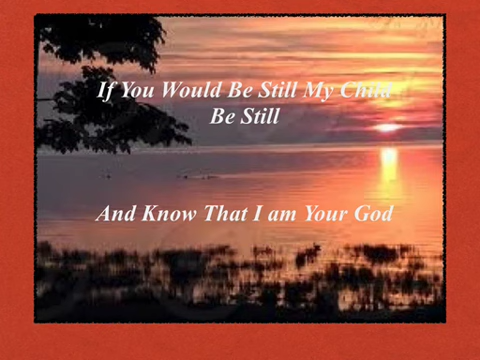 If You Would Be Still My Child
Be Still
And Know That I am Your God